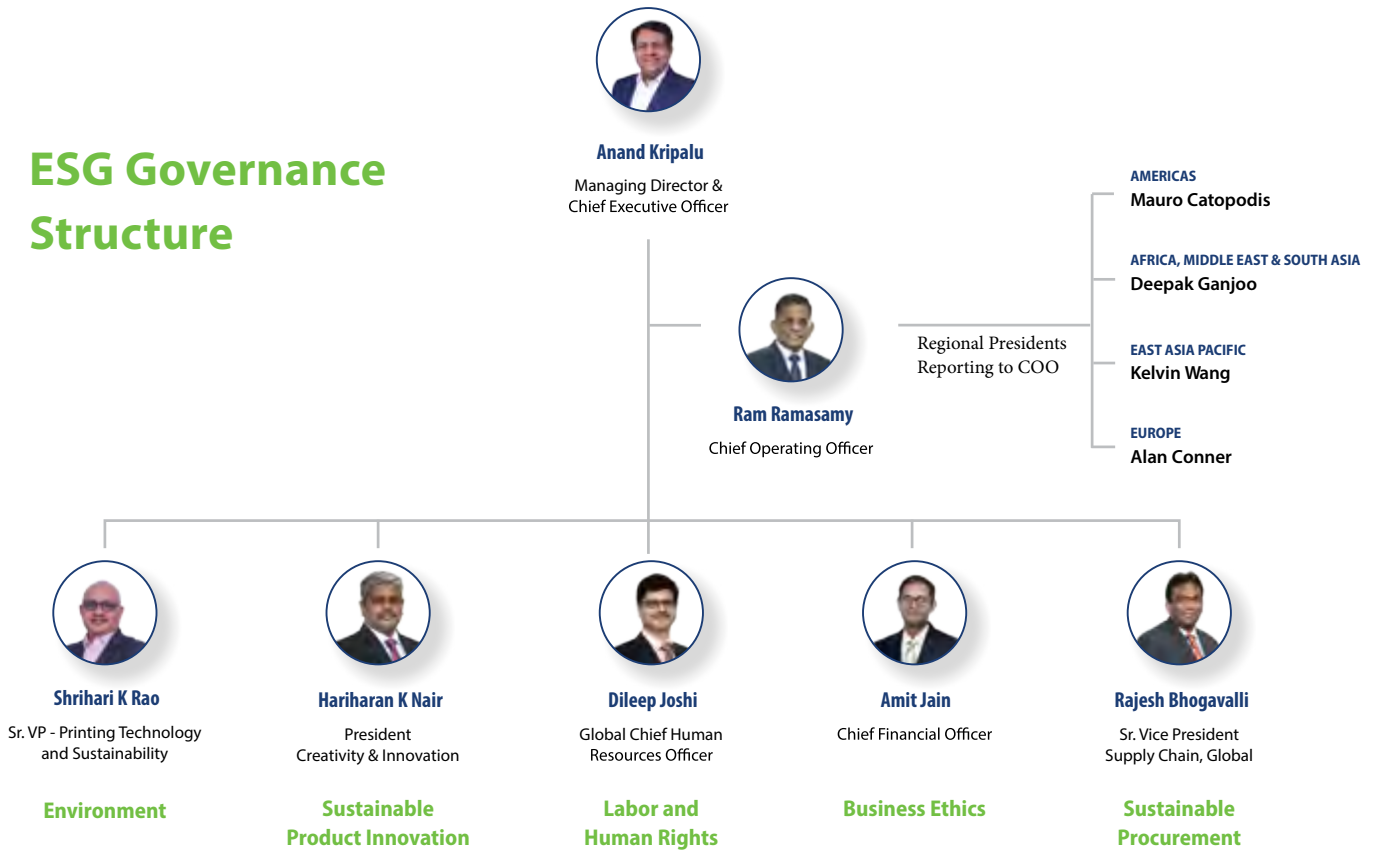 ESG Governance
Structure
Anand Kripalu
Managing Director &
Chief Executive Officer
Ram Ramasamy
Chief Operating Officer
Regional Presidents
Reporting to COO
AMERICAS
Mauro Catopodis
AFRICA, MIDDLE EAST & SOUTH ASIA
Deepak Ganjoo
EAST ASIA PACIFIC
Kelvin Wang
EUROPE
Alan Conner
Shrihari K Rao
Sr. VP - Printing Technology
and Sustainability
Environment
Hariharan K Nair
President
Creativity & Innovation
Sustainable
Product Innovation
Dileep Joshi
Global Chief Human
Resources Officer
Labor and
Human Rights
Amit Jain
Chief Financial Officer
Business Ethics
Rajesh Bhogavalli
Sr. Vice President
Supply Chain, Global
Sustainable
Procurement